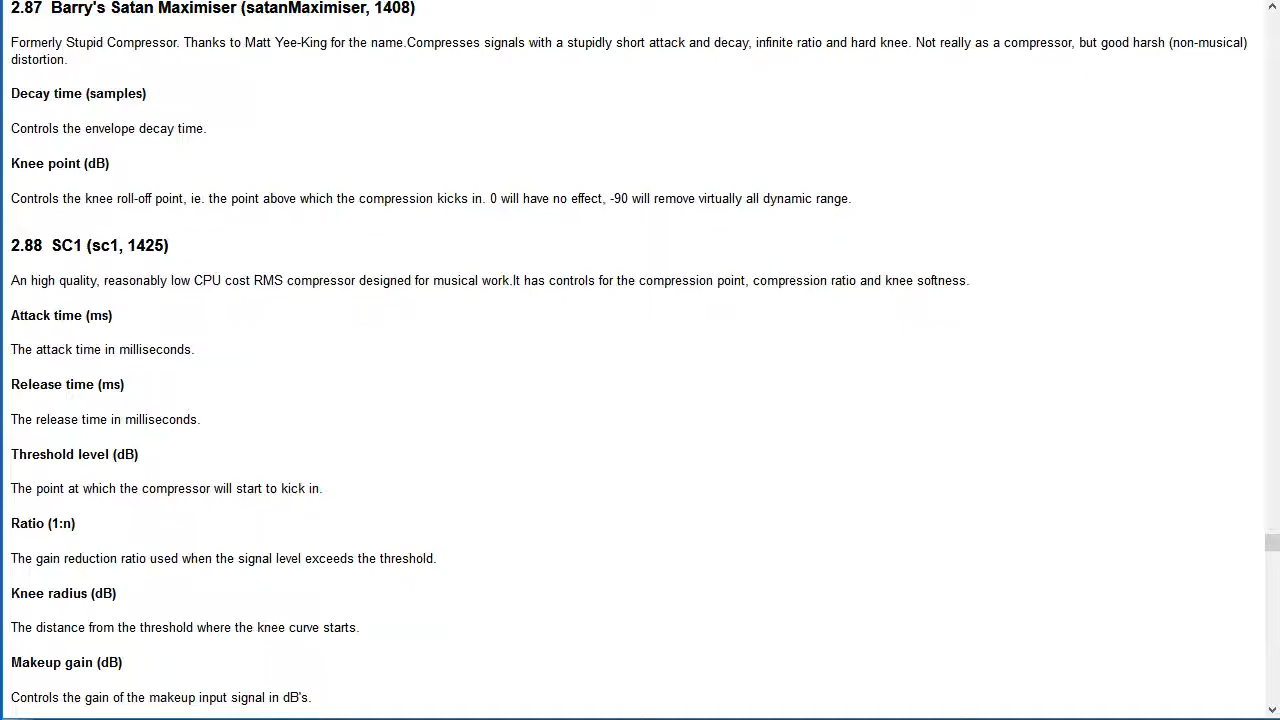 2.87 Barry's Satan Maximiser (satanMaximiser, 1408)
Formerly Stupid Compressor. Thanks to Matt Yee-King for the name.Compresses signals with a stupidly short attack and decay, infinite ratio and hard knee. Not really as a compressor, but good harsh (non-musical)
distortion.
Decay time (samples)
Controls the envelope decay time.
Knee point (dB)
Controls the knee roll-off point, ie. the point above which the compression kicks in. 0 will have no effect, -90 will remove virtually all dynamic range.
2.88 SC1 (sc1, 1425)
An high quality, reasonably low CPU cost RMS compressor designed for musical work.It has controls for the compression point, compression ratio and knee softness.
Attack time (ms)
The attack time in milliseconds.
Release time (ms)
The release time in milliseconds.
Threshold level (dB)
The point at which the compressor will start to kick in.
Ratio (1:n)
The gain reduction ratio used when the signal level exceeds the threshold.
Knee radius (dB)
The distance from the threshold where the knee curve starts.
Makeup gain (dB)
Controls the gain of the makeup input signal in dB's.